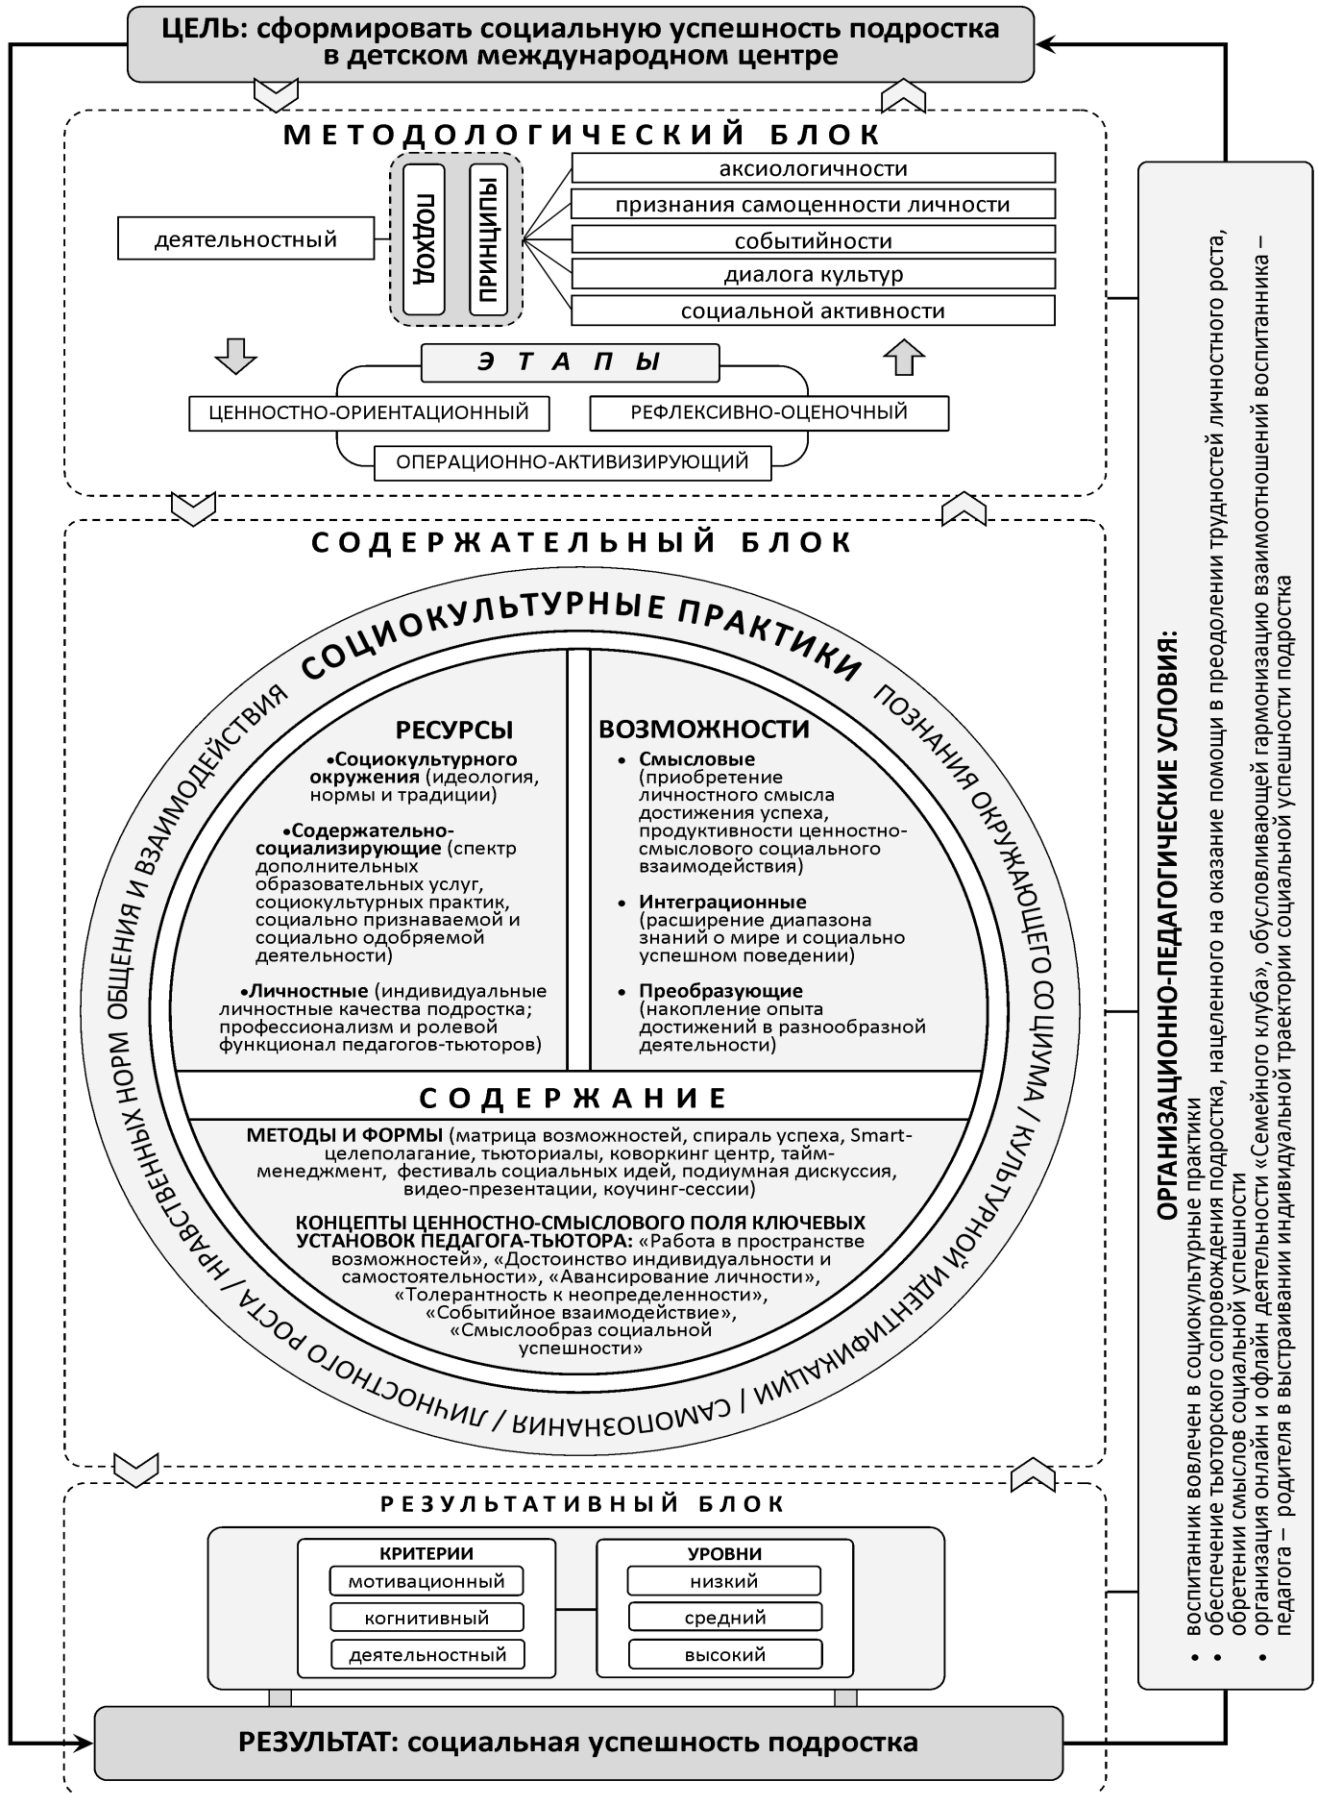 ЦЕЛЬ: сформировать социальную успешность подростка
в детском международном центре
МЕТОДОЛОГИЧЕСКИЙ БЛОК
деятельностный
ПОДХОД
ПРИНЦИПЫ
аксиологичности
признания самоценности личности
событийности
диалога культур
социальной активности
ЭТАПЫ
ЦЕННОСТНО-ОРИЕНТАЦИОННЫЙ
РЕФЛЕКСИВНО-ОЦЕНОЧНЫЙ
ОПЕРАЦИОННО-АКТИВИЗИРУЮЩИЙ
СОДЕРЖАТЕЛЬНЫЙ БЛОК
СОЦИОКУЛЬТУРНЫЕ ПРАКТИКИ
ПОЗНАНИЯ ОКРУЖАЮЩЕГО СОЦИУМА / КУЛЬТУРНОЙ ИДЕНТИФИКАЦИИ / САМОПОЗНАНИЯ / ЛИЧНОСТНОГО РОСТА / НРАВСТВЕННЫХ НОРМ ОБЩЕНИЯ И ВЗАИМОДЕЙСТВИЯ
РЕСУРСЫ
•Социокультурного
окружения (идеология,
нормы и традиции)
•Содержательно-
социализирующие (спектр
дополнительных
образовательных услуг,
социокультурных практик,
социально признаваемой и
социально одобряемой
деятельности)
•Личностные (индивидуальные
личностные качества подростка;
профессионализм и ролевой
функционал педагогов-тьюторов)
ВОЗМОЖНОСТИ
• Смысловые
(приобретение
личностного смысла
достижения успеха,
продуктивности ценностно-
смыслового социального
взаимодействия)
• Интеграционные
(расширение диапазона
знаний о мире и социально
успешном поведении)
• Преобразующие
(накопление опыта
достижений в разнообразной
деятельности)
СОДЕРЖАНИЕ
МЕТОДЫ И ФОРМЫ (матрица возможностей, спираль успеха, Smart-
целеполагание, тьюториалы, коворкинг центр, тайм-
менеджмент, фестиваль социальных идей, подиумная дискуссия,
видео-презентации, коучинг-сессии)
КОНЦЕПТЫ ЦЕННОСТНО-СМЫСЛОВОГО ПОЛЯ КЛЮЧЕВЫХ
УСТАНОВОК ПЕДАГОГА-ТЬЮТОРА: «Работа в пространстве
возможностей», «Достоинство индивидуальности и
самостоятельности», «Авансирование личности»,
«Толерантность к неопределенности»,
«Событийное взаимодействие»,
«Смыслообраз социальной
успешности»
РЕЗУЛЬТАТИВНЫЙ БЛОК
КРИТЕРИИ
мотивационный
когнитивный
деятельностный
УРОВНИ
низкий
средний
высокий
РЕЗУЛЬТАТ: социальная успешность подростка
ОРГАНИЗАЦИОННО-ПЕДАГОГИЧЕСКИЕ УСЛОВИЯ:
• воспитанник вовлечен в социокультурные практики
• обеспечение тьюторского сопровождения подростка, нацеленного на оказание помощи в преодолении трудностей личностного роста,
обретении смыслов социальной успешности
• организация онлайн и офлайн деятельности «Семейного клуба», обусловливающей гармонизацию взаимоотношений воспитанника –
педагога – родителя в выстраивании индивидуальной траектории социальной успешности подростка